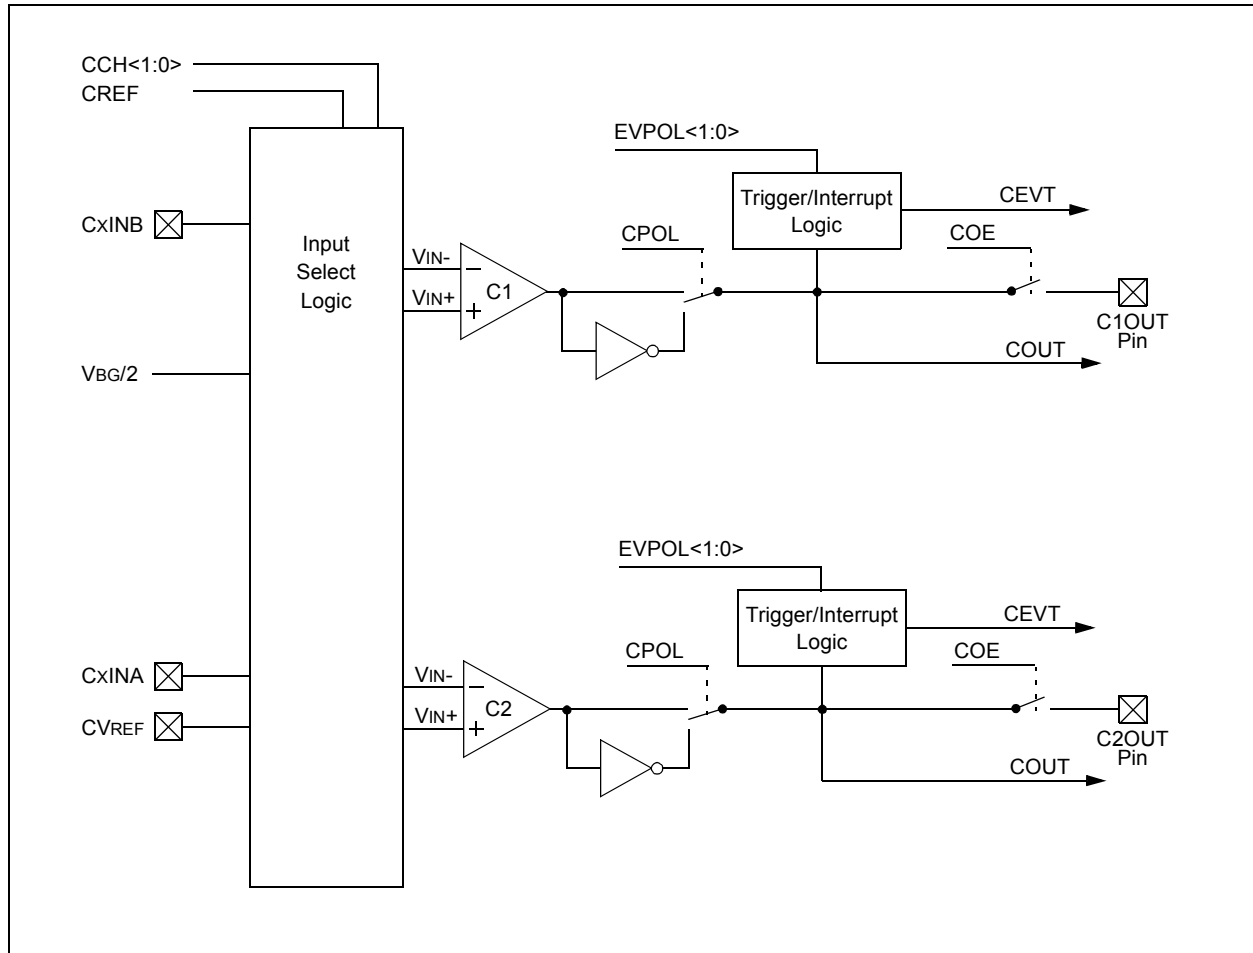 CCH<1:0>
CREF
EVPOL<1:0>
Trigger/Interrupt
Logic
CEVT
CXINB
Input
Select
Logic
CPOL
COE
VIN-
VIN+
C1
C1OUT
Pin
COUT
VBG/2
EVPOL<1:0>
Trigger/Interrupt
Logic
CEVT
CPOL
COE
CXINA
CVREF
VIN-
VIN+
C2
C2OUT
Pin
COUT